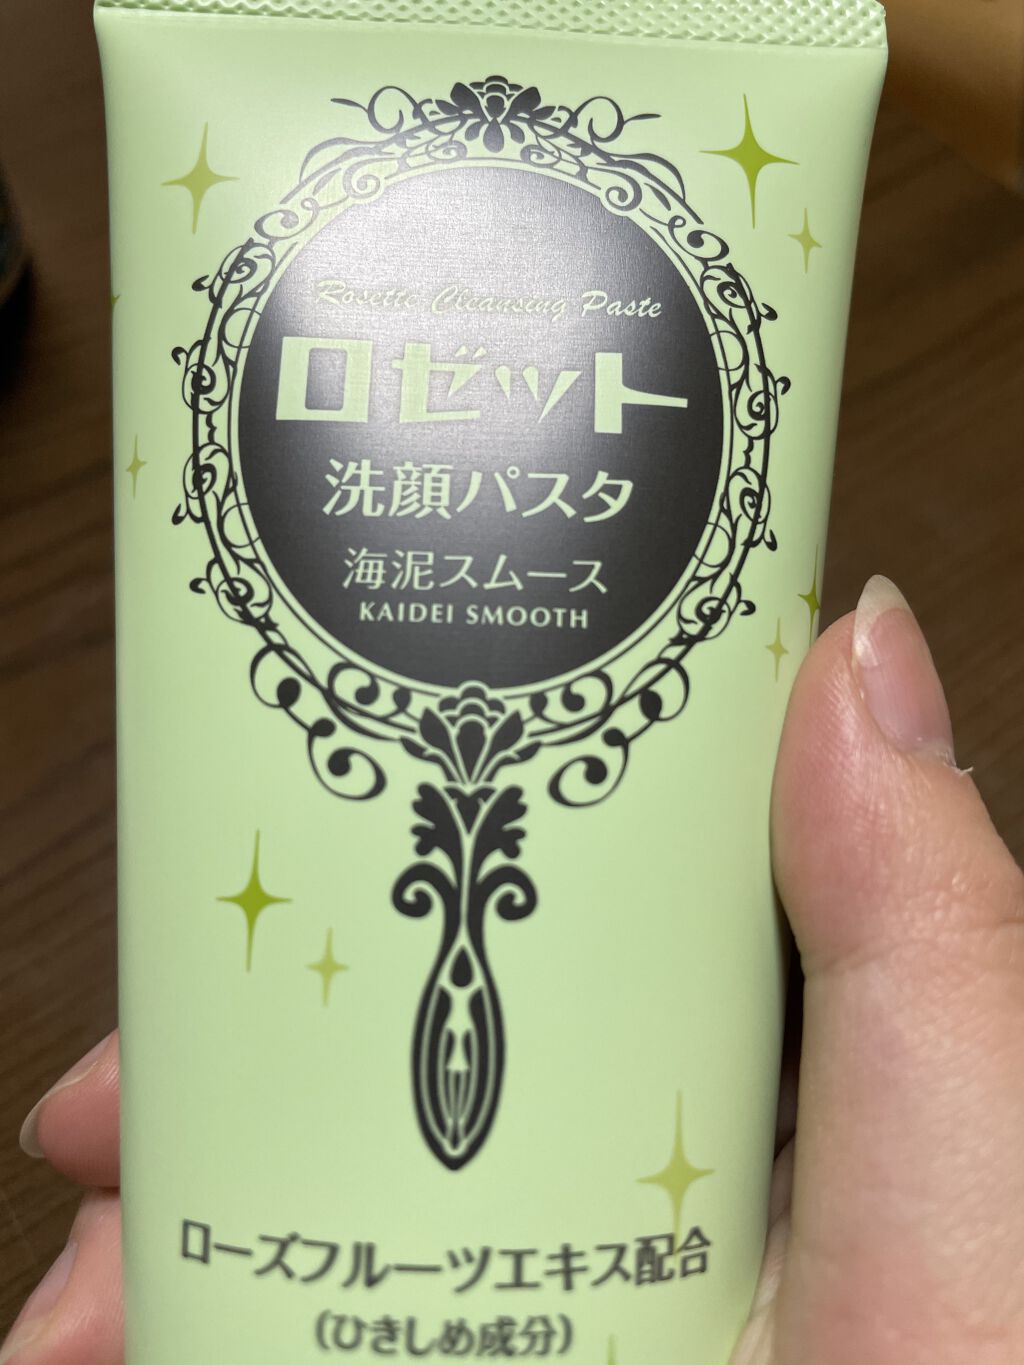 Rosette Cleansing Paste
ロゼット
洗顔パスタ
海泥スムース
KAIDEI SMOOTH
ローズフルーツエキス配合
(ひきしめ成分)